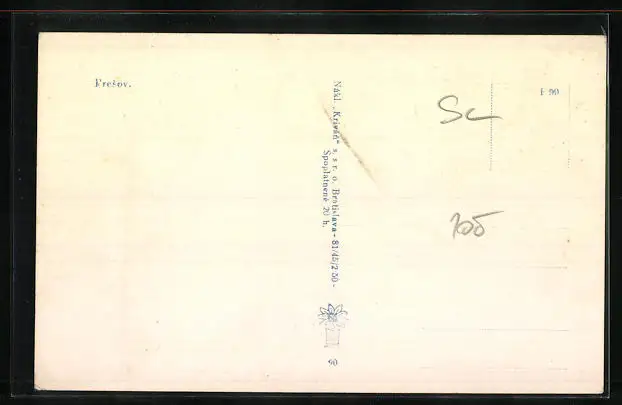 Prešov.
Nákl. „Kriváň“ s. s r. o. Bratislava - 81/45/2 50 -
Spoplatnené 20 h.
90
F 90
SC
105